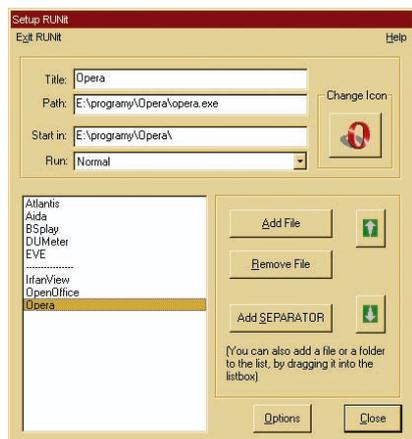 Setup RUNit
Exit RUNit Help
Title: Opera
Path: E:\programy\Opera\opera.exe
Change Icon
Start in: E:\programy\Opera\
Run: Normal
Atlantis
Aida
BSplay
DUMeter
EVE
----------------
IrfanView
OpenOffice
Opera
Add File
Remove File
Add SEPARATOR
(You can also add a file or a folder
to the list, by dragging it into the
listbox)
Options Close